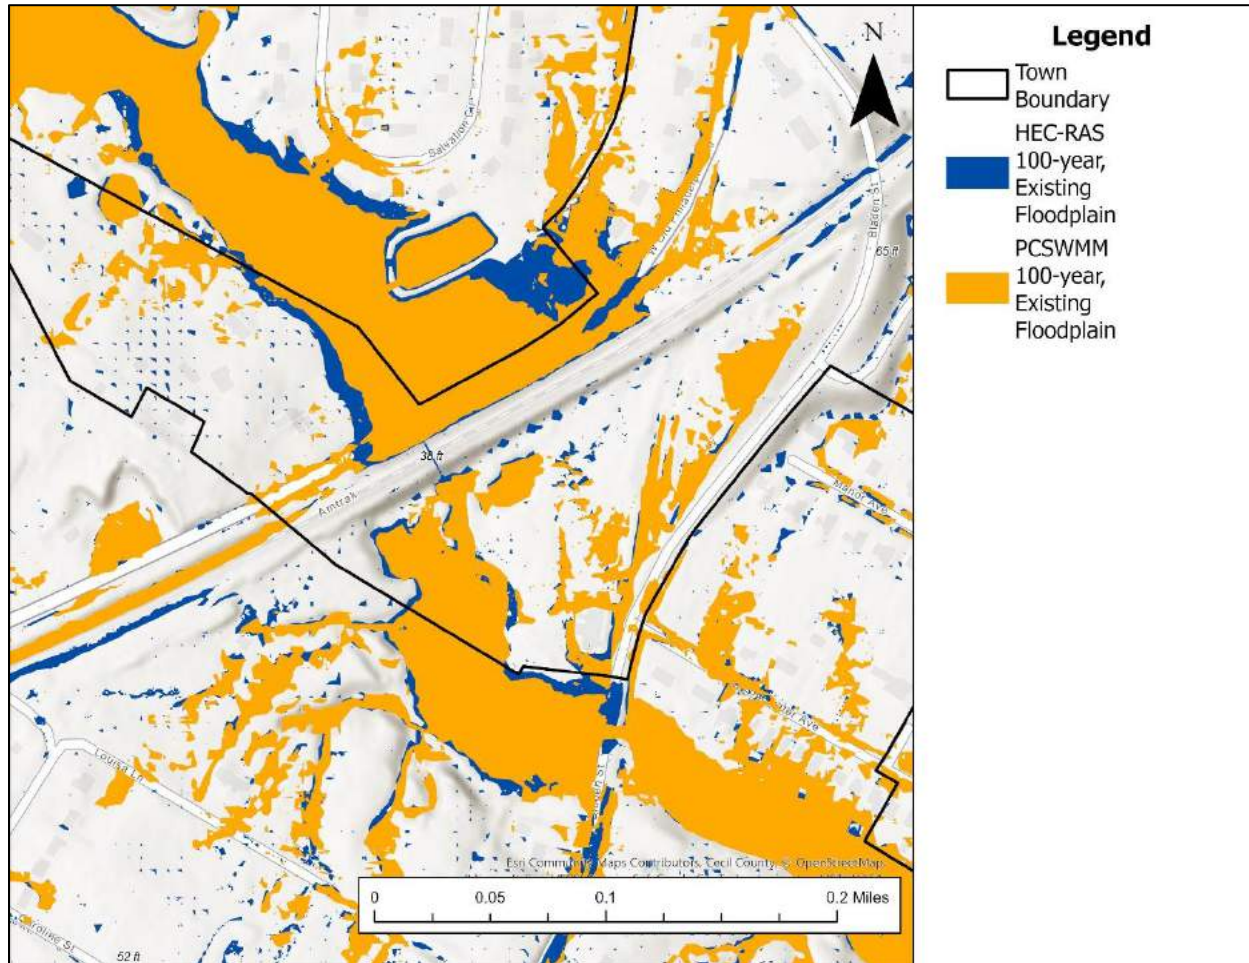 N
Salvation Cir
Bladen St
65 ft
38 ft
Amtrak
Manor Ave
Ave
Louisa Ln
St
Esri Community Maps Contributors, Cecil County, © OpenStreetMap,
0 0.05 0.1 0.2 Miles
Caroline St
52 ft
Legend
Town
Boundary
HEC-RAS
100-year,
Existing
Floodplain
PCSWMM
100-year,
Existing
Floodplain